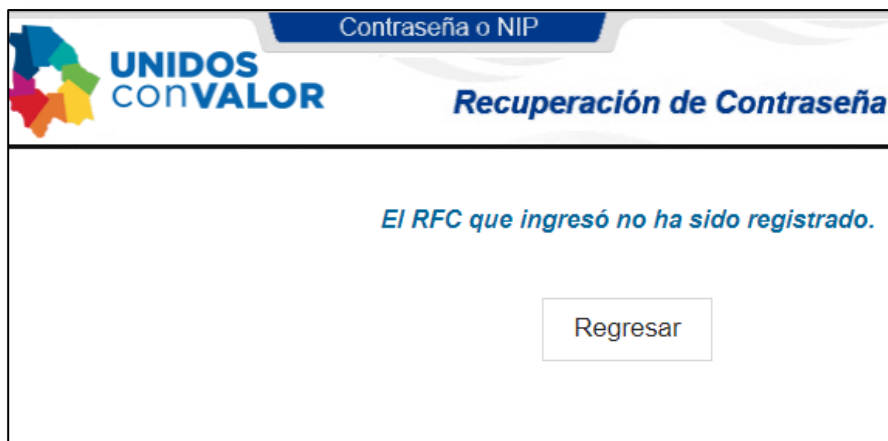 Contraseña o NIP
UNIDOS
conVALOR
Recuperación de Contraseña
El RFC que ingresó no ha sido registrado.
Regresar